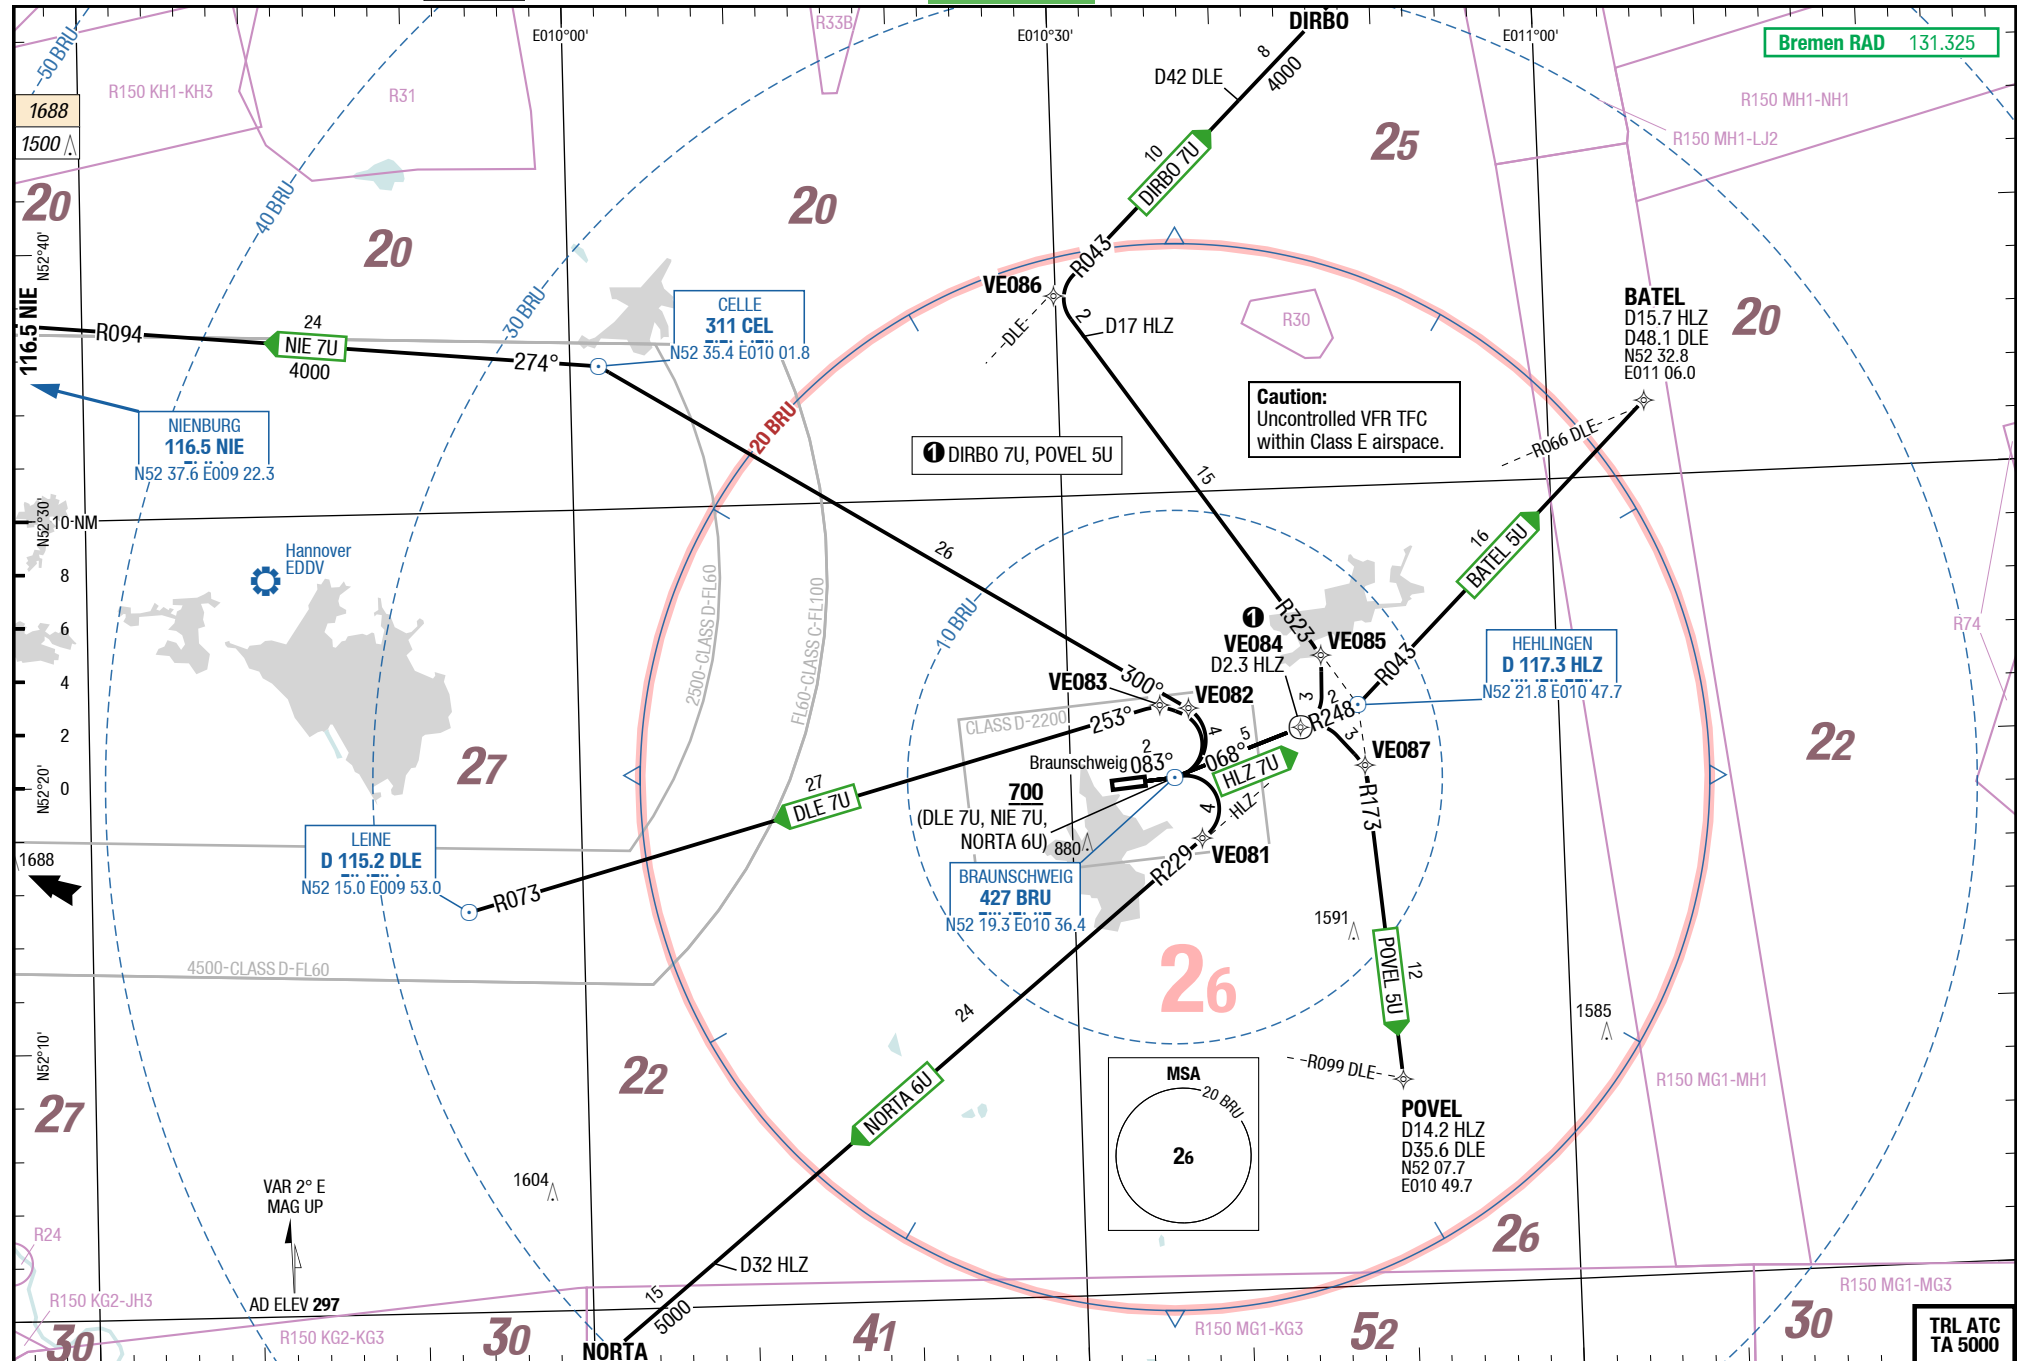 DIRBO
E010°00'
E010°30'
E011°00'
R33B
Bremen RAD 131.325
50 BRU
R150 KH1-KH3
R31
1688
1500
D42 DLE
8
4000
R150 MH1-NH1
R150 MH1-LJ2
25
20
20
20
40 BRU
10
DIRBO 7U
N52°40'
R043
VE086
DLE
2
D17 HLZ
R30
BATEL
D15.7 HLZ
D48.1 DLE
N52 32.8
E011 06.0
20
116.5 NIE
R094
24
NIE 7U
4000
274°
30 BRU
CELLE
311 CEL
N52 35.4 E010 01.8
NIENBURG
116.5 NIE
N52 37.6 E009 22.3
20 BRU
1 DIRBO 7U, POVEL 5U
Caution:
Uncontrolled VFR TFC
within Class E airspace.
R066 DLE
15
N52°30'
10 NM
8
6
4
2
0
Hannover
EDDV
26
16
BATEL 5U
2500-CLASS D-FL60
FL60-CLASS C-FL100
10 BRU
R323
1
VE084
D2.3 HLZ
VE085
R043
HEHLINGEN
D 117.3 HLZ
N52 21.8 E010 47.7
R74
300°
VE083
VE082
253°
CLASS D-2200
4
3
2
R248
3
VE087
5
068°
HLZ 7U
2
Braunschweig 083°
N52°20'
27
22
27
DLE 7U
700
(DLE 7U, NIE 7U,
NORTA 6U)
880
4
HLZ
VE081
R173
R229
LEINE
D 115.2 DLE
N52 15.0 E009 53.0
1688
R073
BRAUNSCHWEIG
427 BRU
N52 19.3 E010 36.4
1591
POVEL 5U
12
4500-CLASS D-FL60
26
24
1585
N52°10'
22
27
NORTA 6U
R099 DLE
MSA
20 BRU
26
R150 MG1-MH1
POVEL
D14.2 HLZ
D35.6 DLE
N52 07.7
E010 49.7
1604
VAR 2° E
MAG UP
AD ELEV 297
R24
26
D32 HLZ
15
5000
R150 KG2-JH3
R150 KG2-KG3
R150 MG1-MG3
R150 MG1-KG3
30
30
41
52
30
NORTA
TRL ATC
TA 5000